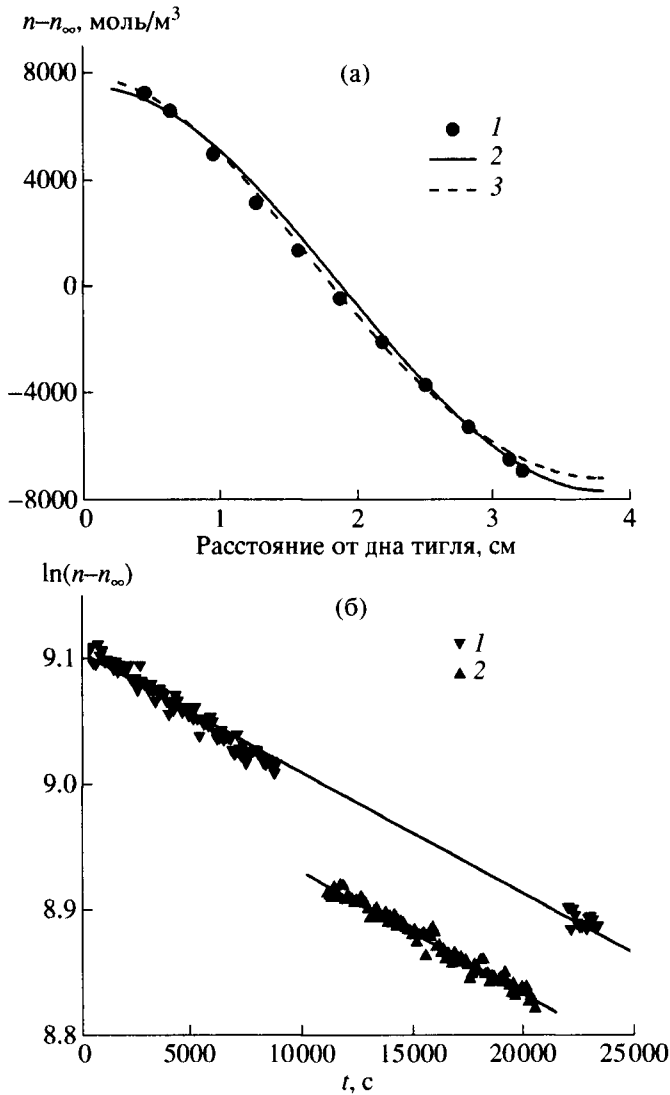 n–n∞, моль/м³
8000
(а)
1
2
3
4000
0
–4000
–8000
0 1 2 3 4
Расстояние от дна тигля, см
ln(n–n∞)
(б)
1
2
9.1
9.0
8.9
8.8
0 5000 10000 15000 20000 25000
t, с